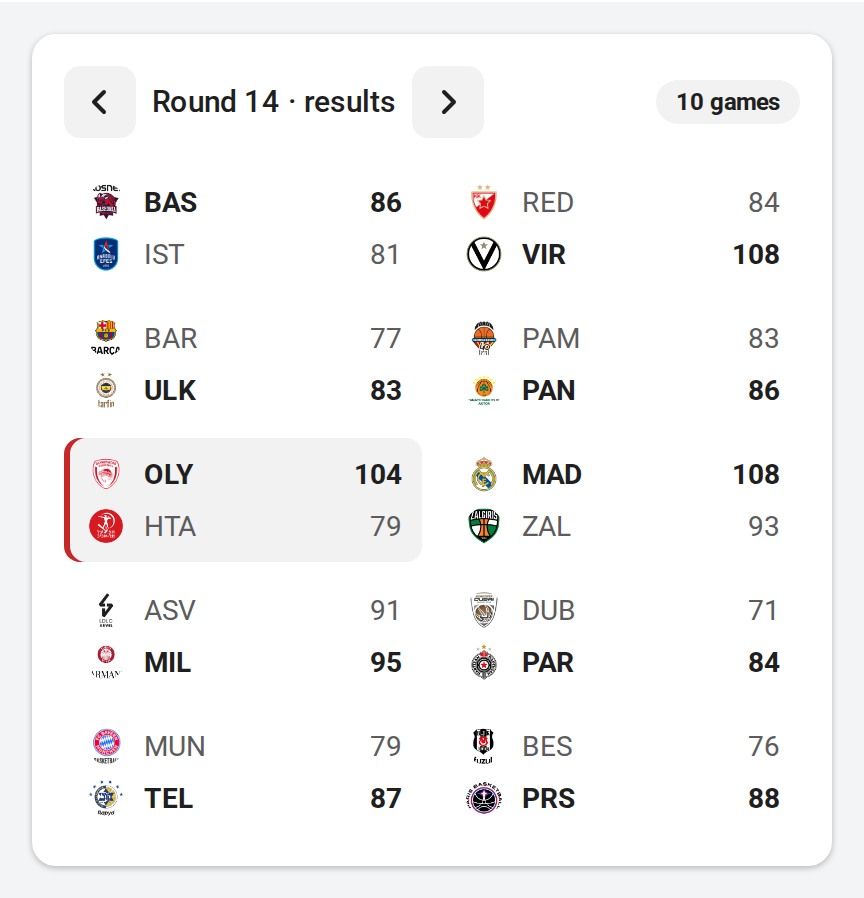 Round 14 · results
10 games
BAS 86
IST 81
RED 84
VIR 108
BAR 77
ULK 83
PAM 83
PAN 86
OLY 104
HTA 79
MAD 108
ZAL 93
ASV 91
MIL 95
DUB 71
PAR 84
MUN 79
TEL 87
BES 76
PRS 88